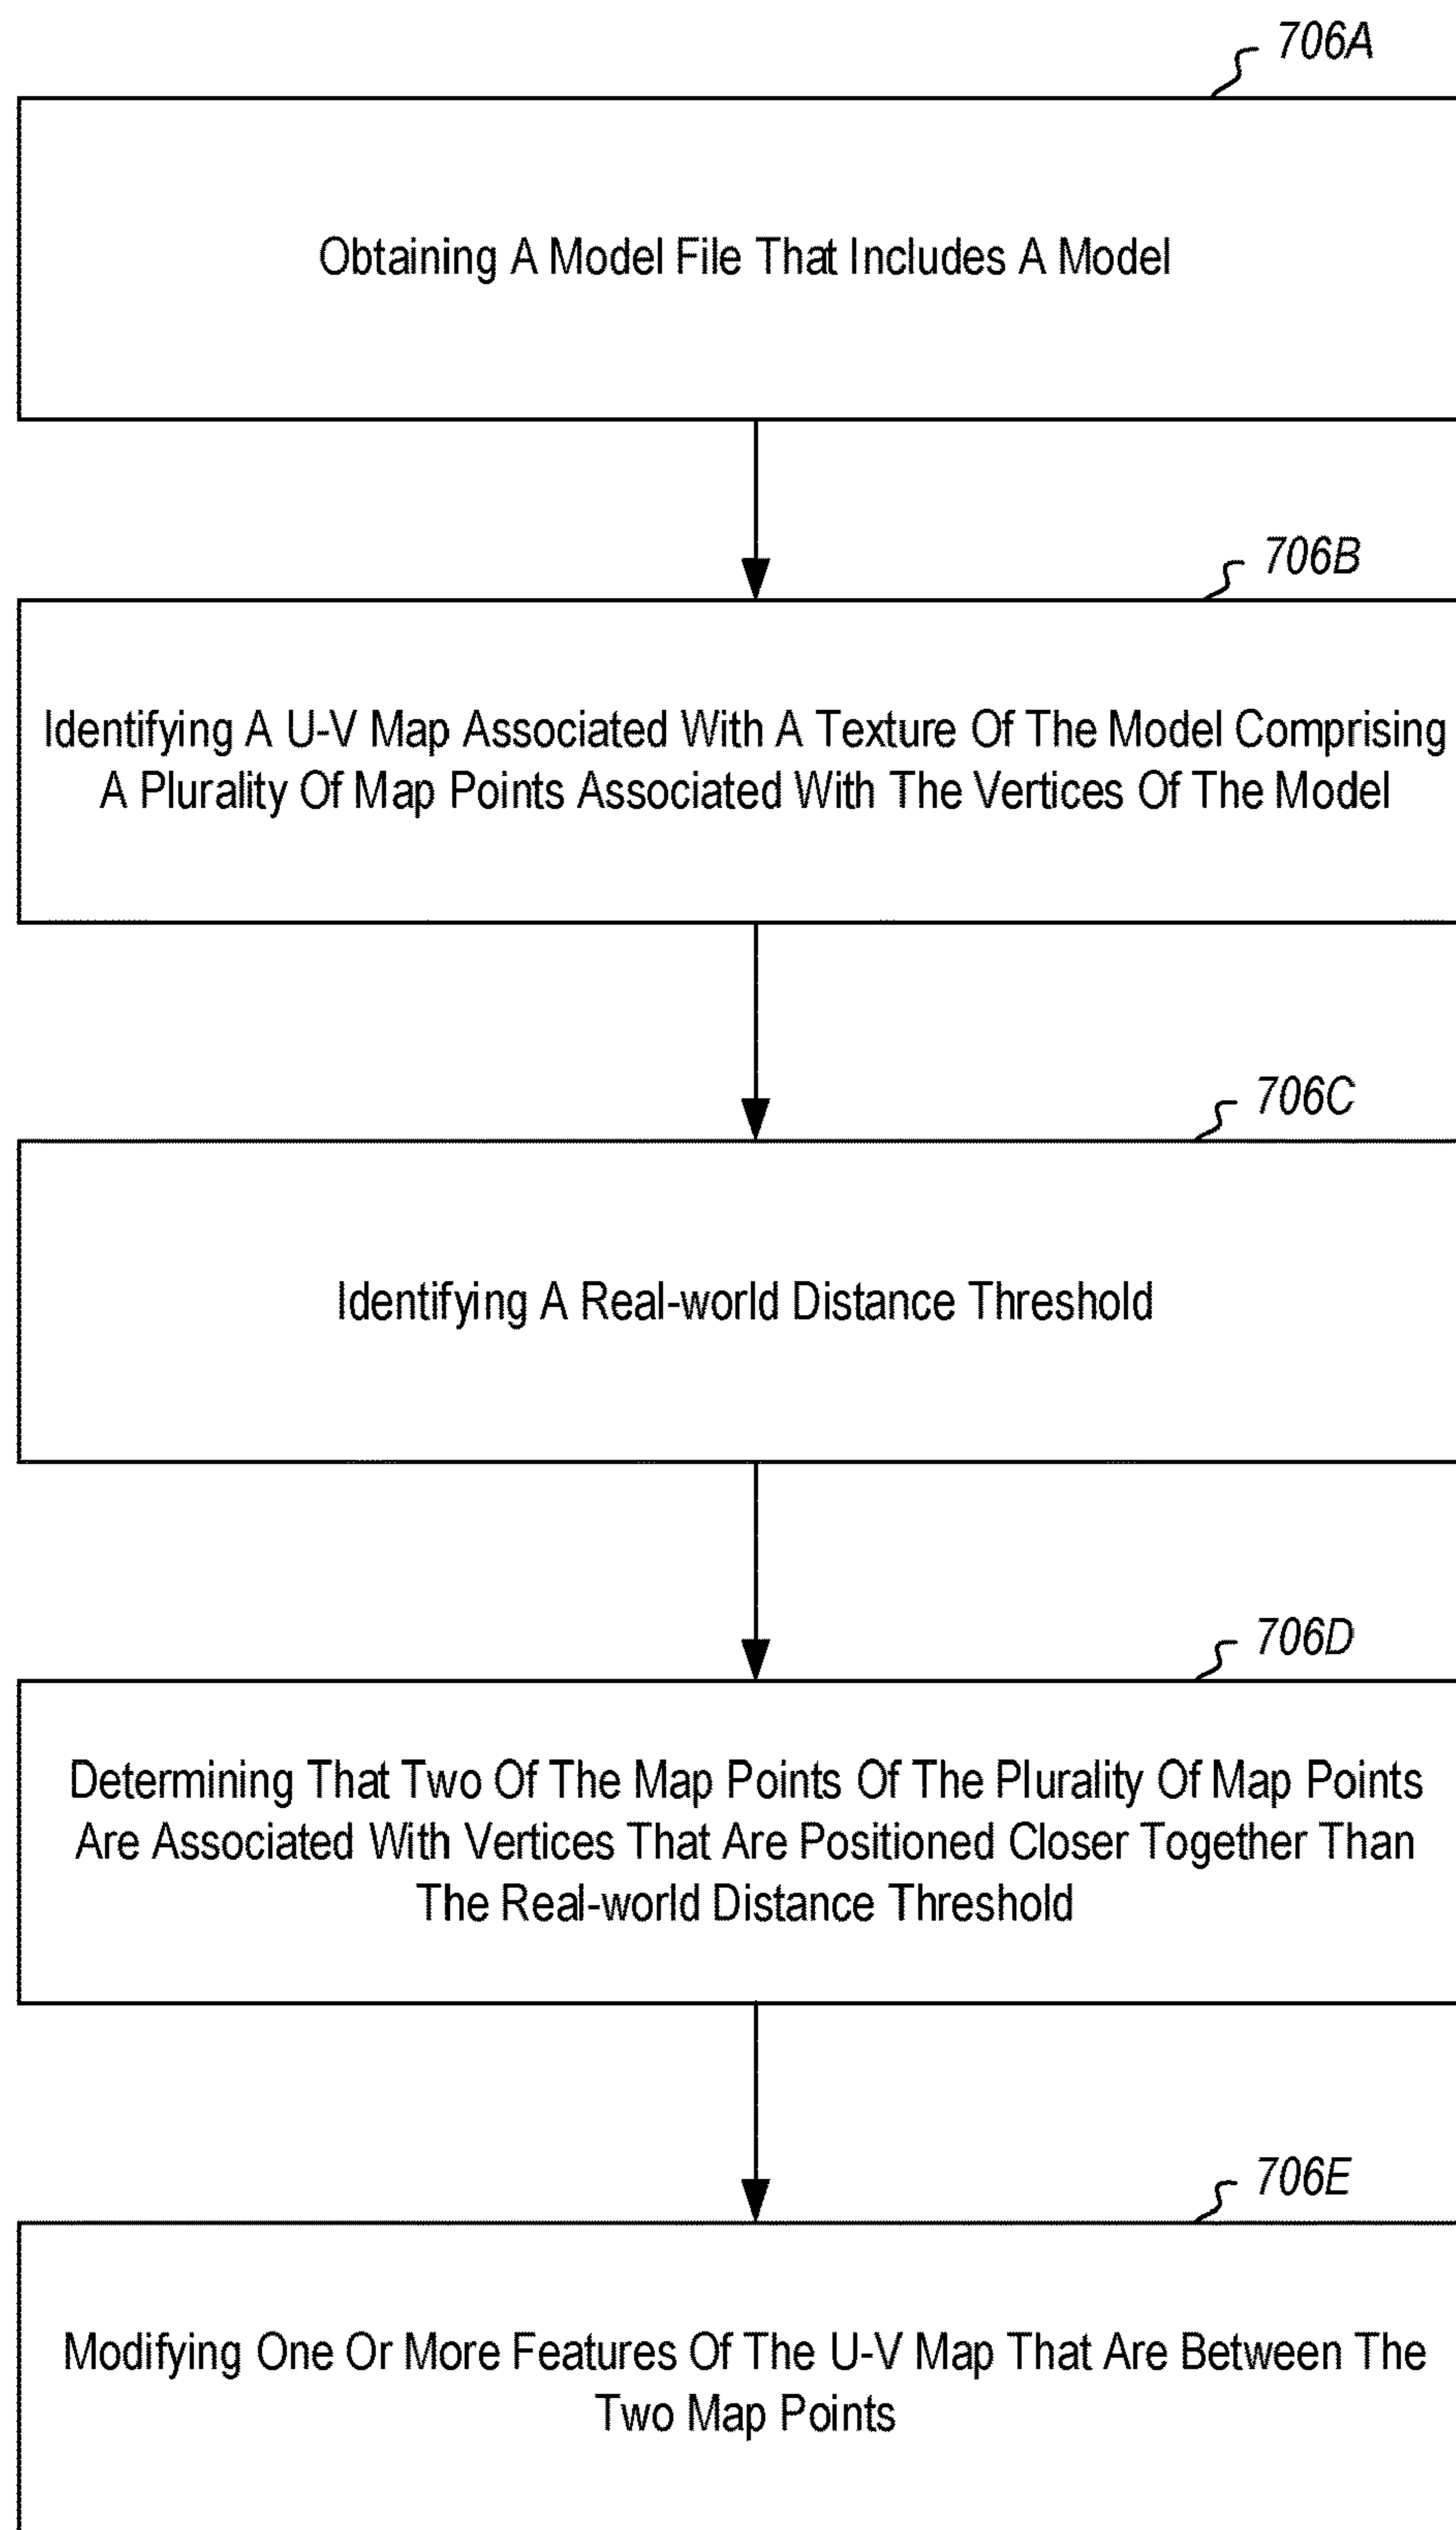 706A
Obtaining A Model File That Includes A Model
706B
Identifying A U-V Map Associated With A Texture Of The Model Comprising
A Plurality Of Map Points Associated With The Vertices Of The Model
706C
Identifying A Real-world Distance Threshold
706D
Determining That Two Of The Map Points Of The Plurality Of Map Points
Are Associated With Vertices That Are Positioned Closer Together Than
The Real-world Distance Threshold
706E
Modifying One Or More Features Of The U-V Map That Are Between The
Two Map Points